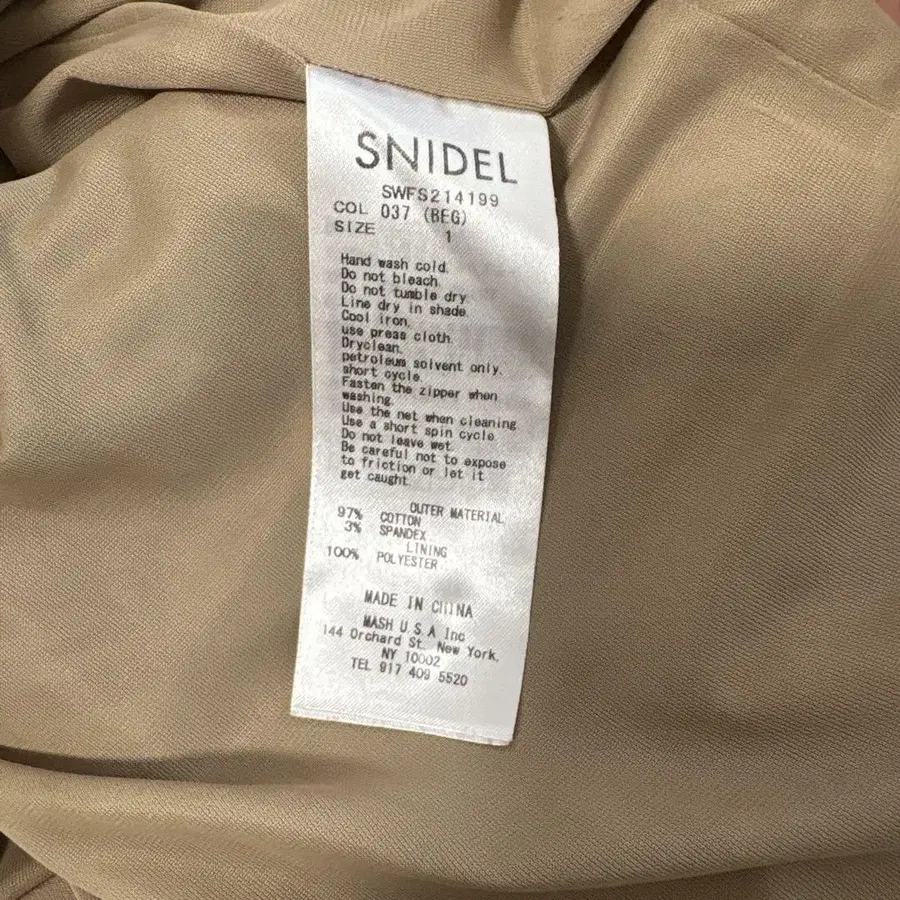 SNIDEL
SWFS214199
COL 037 (BEG)
SIZE 1
Hand wash cold.
Do not bleach.
Do not tumble dry.
Line dry in shade.
Cool iron,
use press cloth.
Dryclean,
petroleum solvent only,
short cycle.
Fasten the zipper when
washing.
Use the net when cleaning.
Use a short spin cycle.
Do not leave wet.
Be careful not to expose
to friction or let it
get caught.
OUTER MATERIAL
97% COTTON
3% SPANDEX
LINING
100% POLYESTER
MADE IN CHINA
MASH U.S.A Inc
144 Orchard St. New York,
NY 10002
TEL 917 409 5520